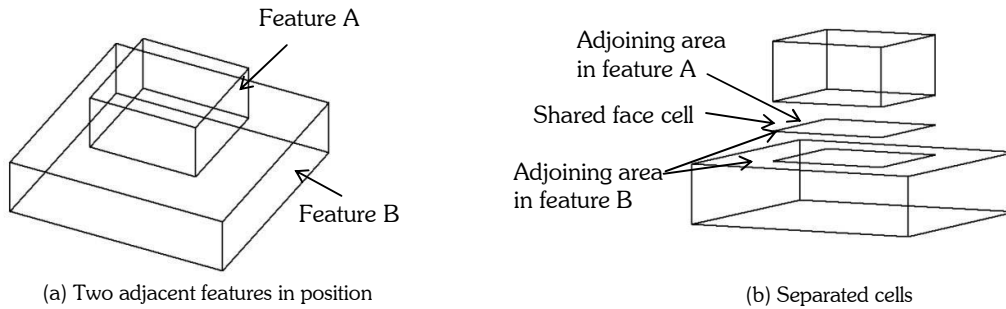 Feature A
Feature B
(a) Two adjacent features in position
Adjoining area
in feature A
Shared face cell
Adjoining area
in feature B
(b) Separated cells